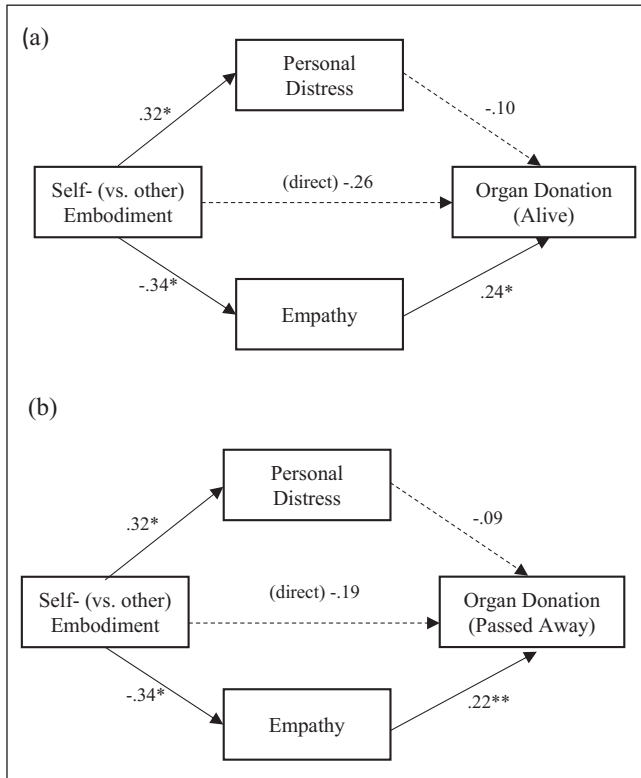 (a)
Personal
Distress
.32*
-.10
Self- (vs. other)
Embodiment
(direct) -.26
Organ Donation
(Alive)
-.34*
.24*
Empathy
(b)
Personal
Distress
.32*
-.09
Self- (vs. other)
Embodiment
(direct) -.19
Organ Donation
(Passed Away)
-.34*
.22**
Empathy